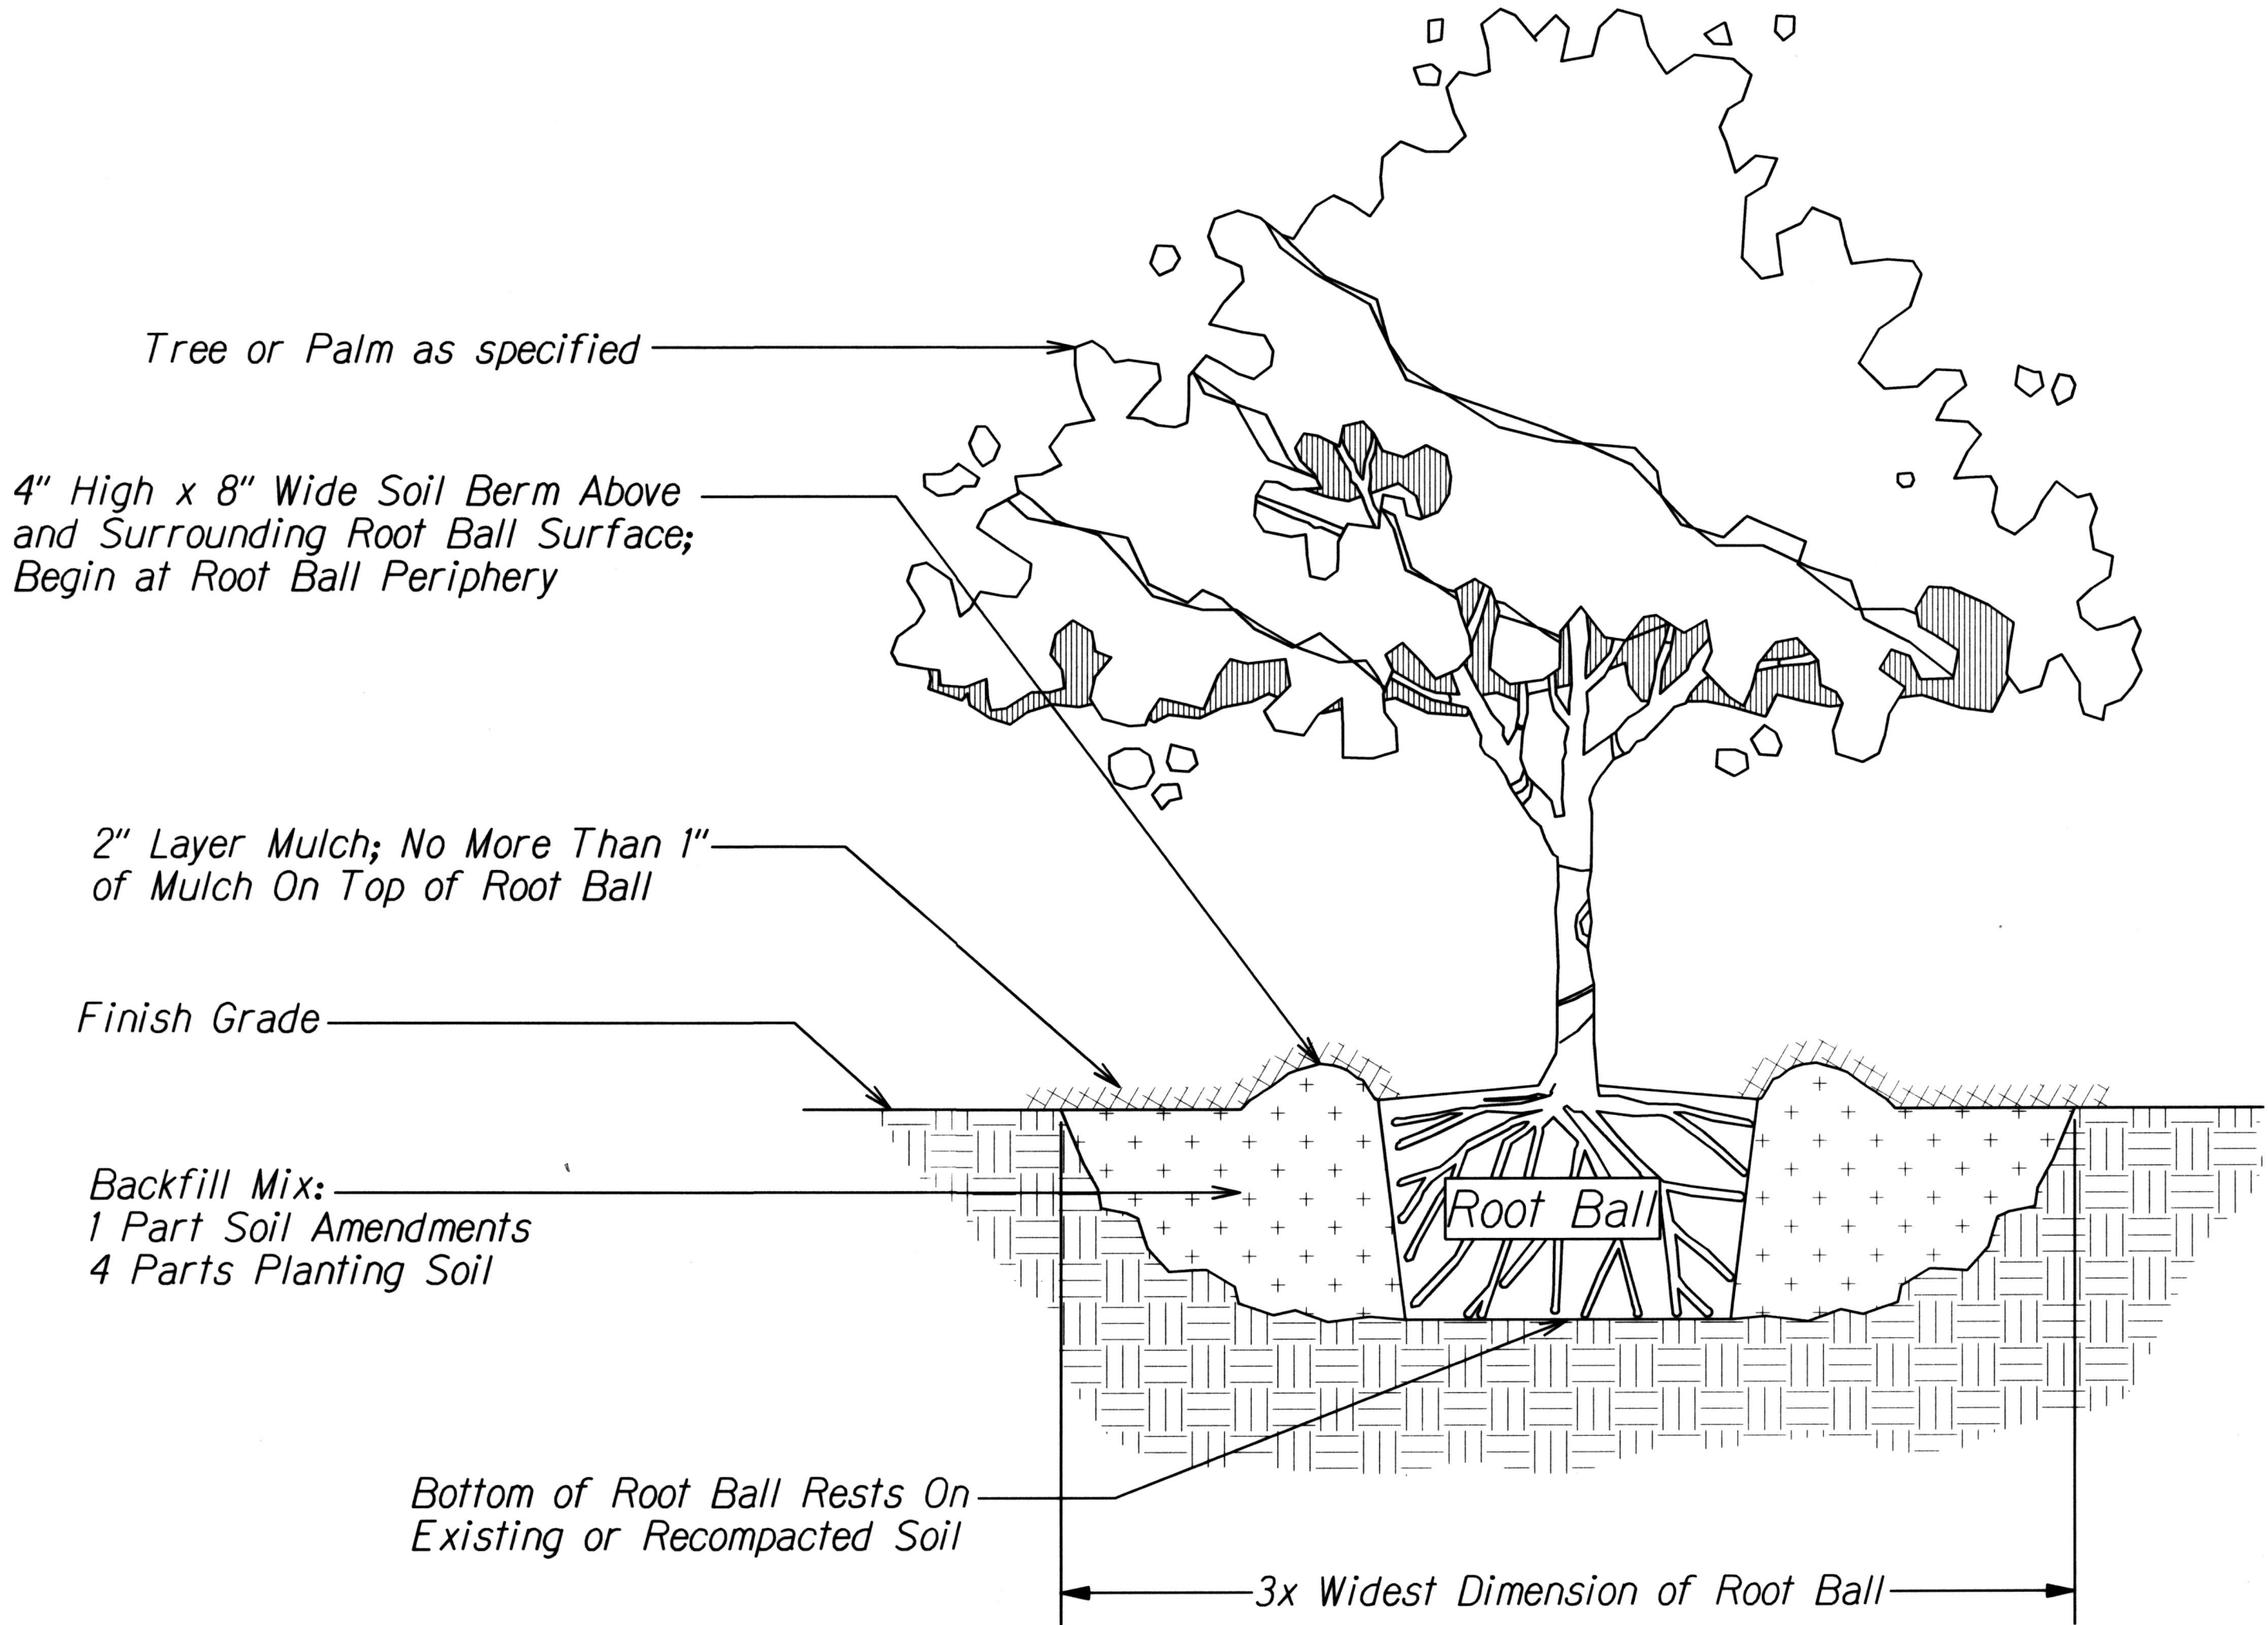 Tree or Palm as specified
4" High x 8" Wide Soil Berm Above
and Surrounding Root Ball Surface;
Begin at Root Ball Periphery
2" Layer Mulch; No More Than 1"
of Mulch On Top of Root Ball
Finish Grade
Backfill Mix:
1 Part Soil Amendments
4 Parts Planting Soil
Root Ball
Bottom of Root Ball Rests On
Existing or Recompacted Soil
3x Widest Dimension of Root Ball